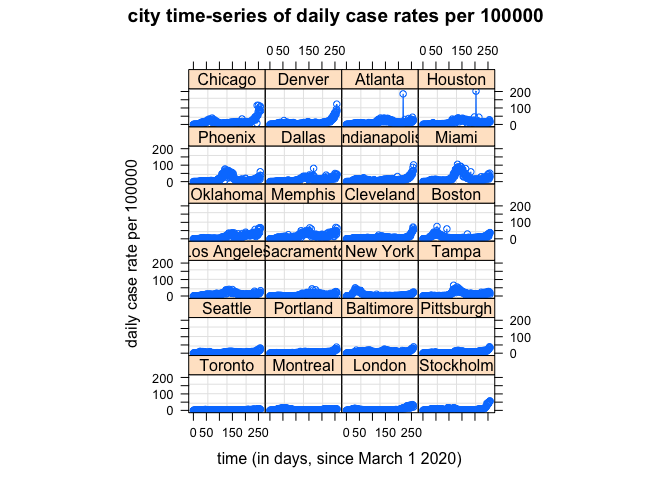 city time-series of daily case rates per 100000
0 50 150 250 0 50 150 250
Chicago Denver Atlanta Houston
200
100
0
Phoenix Dallas ndianapolis Miami
200
100
0
Oklahoma Memphis Cleveland Boston
200
100
0
os Angele Sacramento New York Tampa
200
100
0
Seattle Portland Baltimore Pittsburgh
200
100
0
Toronto Montreal London Stockholm
200
100
0
0 50 150 250 0 50 150 250
daily case rate per 100000
time (in days, since March 1 2020)